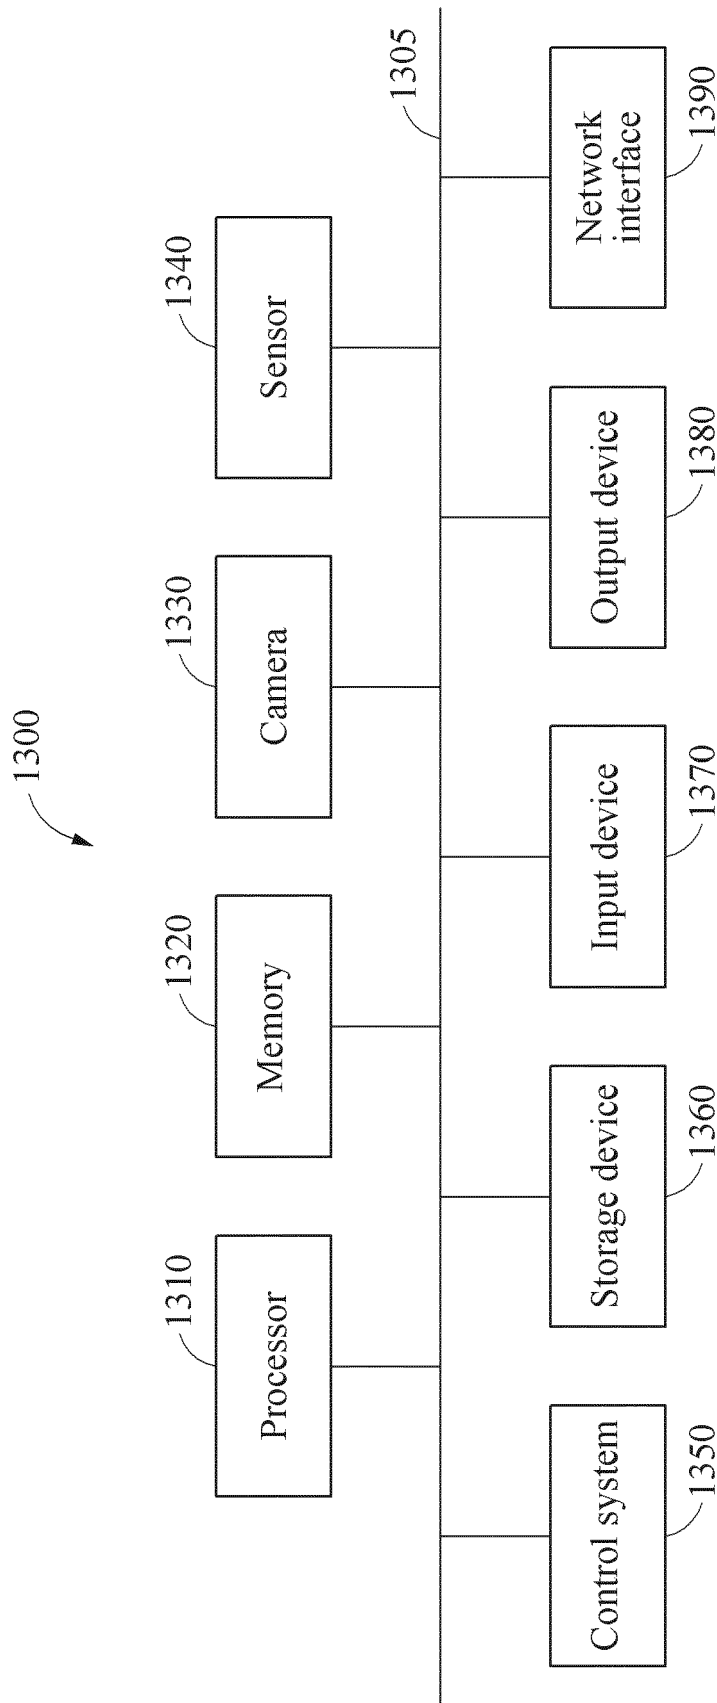 1300
1310
1320
1330
1340
Processor
Memory
Camera
Sensor
1305
Control system
Storage device
Input device
Output device
Network
interface
1350
1360
1370
1380
1390